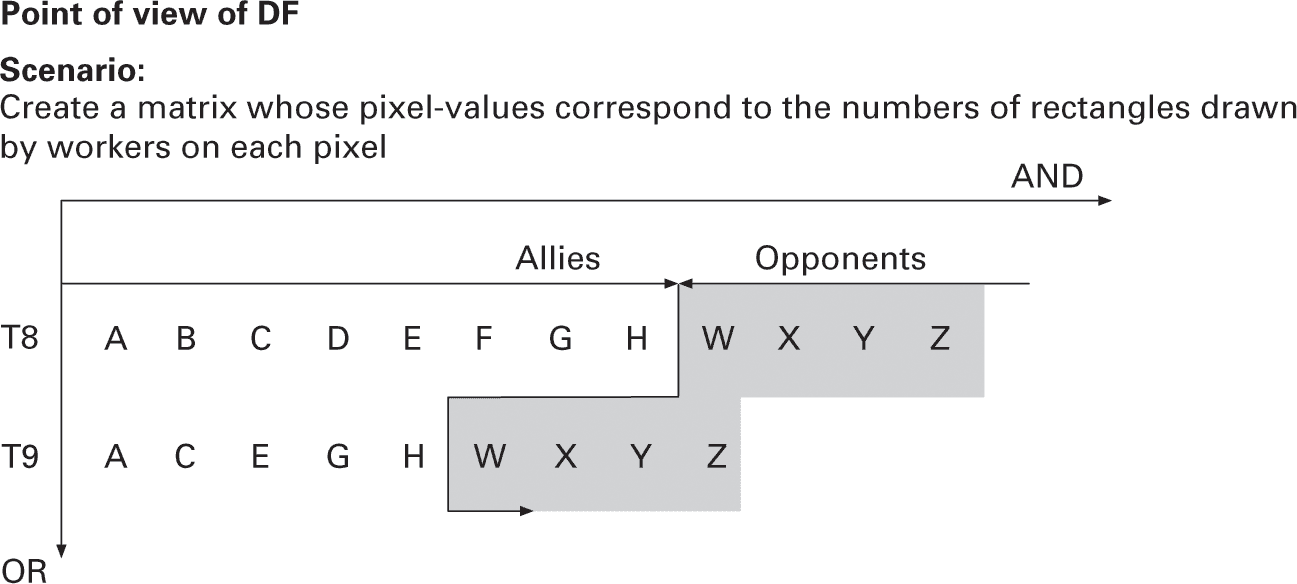 Point of view of DF
Scenario:
Create a matrix whose pixel-values correspond to the numbers of rectangles drawn
by workers on each pixel
AND
Allies Opponents
T8 A B C D E F G H W X Y Z
T9 A C E G H W X Y Z
OR